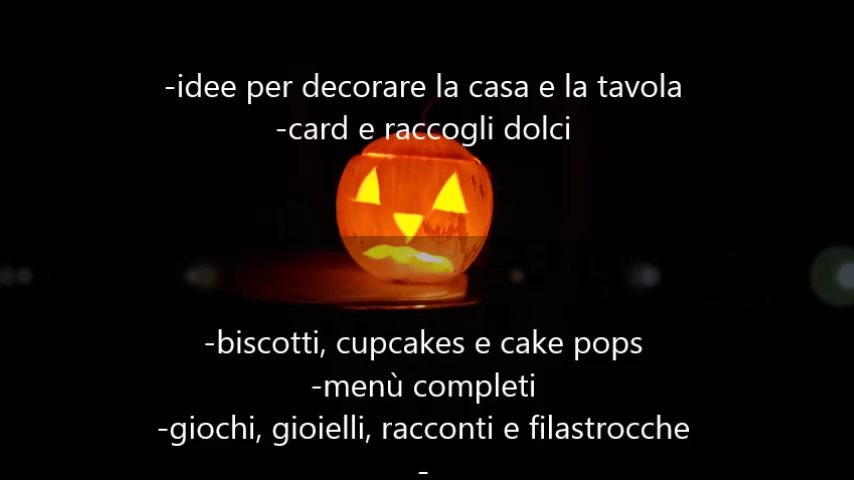 -idee per decorare la casa e la tavola
-card e raccogli dolci
-biscotti, cupcakes e cake pops
-menù completi
-giochi, gioielli, racconti e filastrocche
-